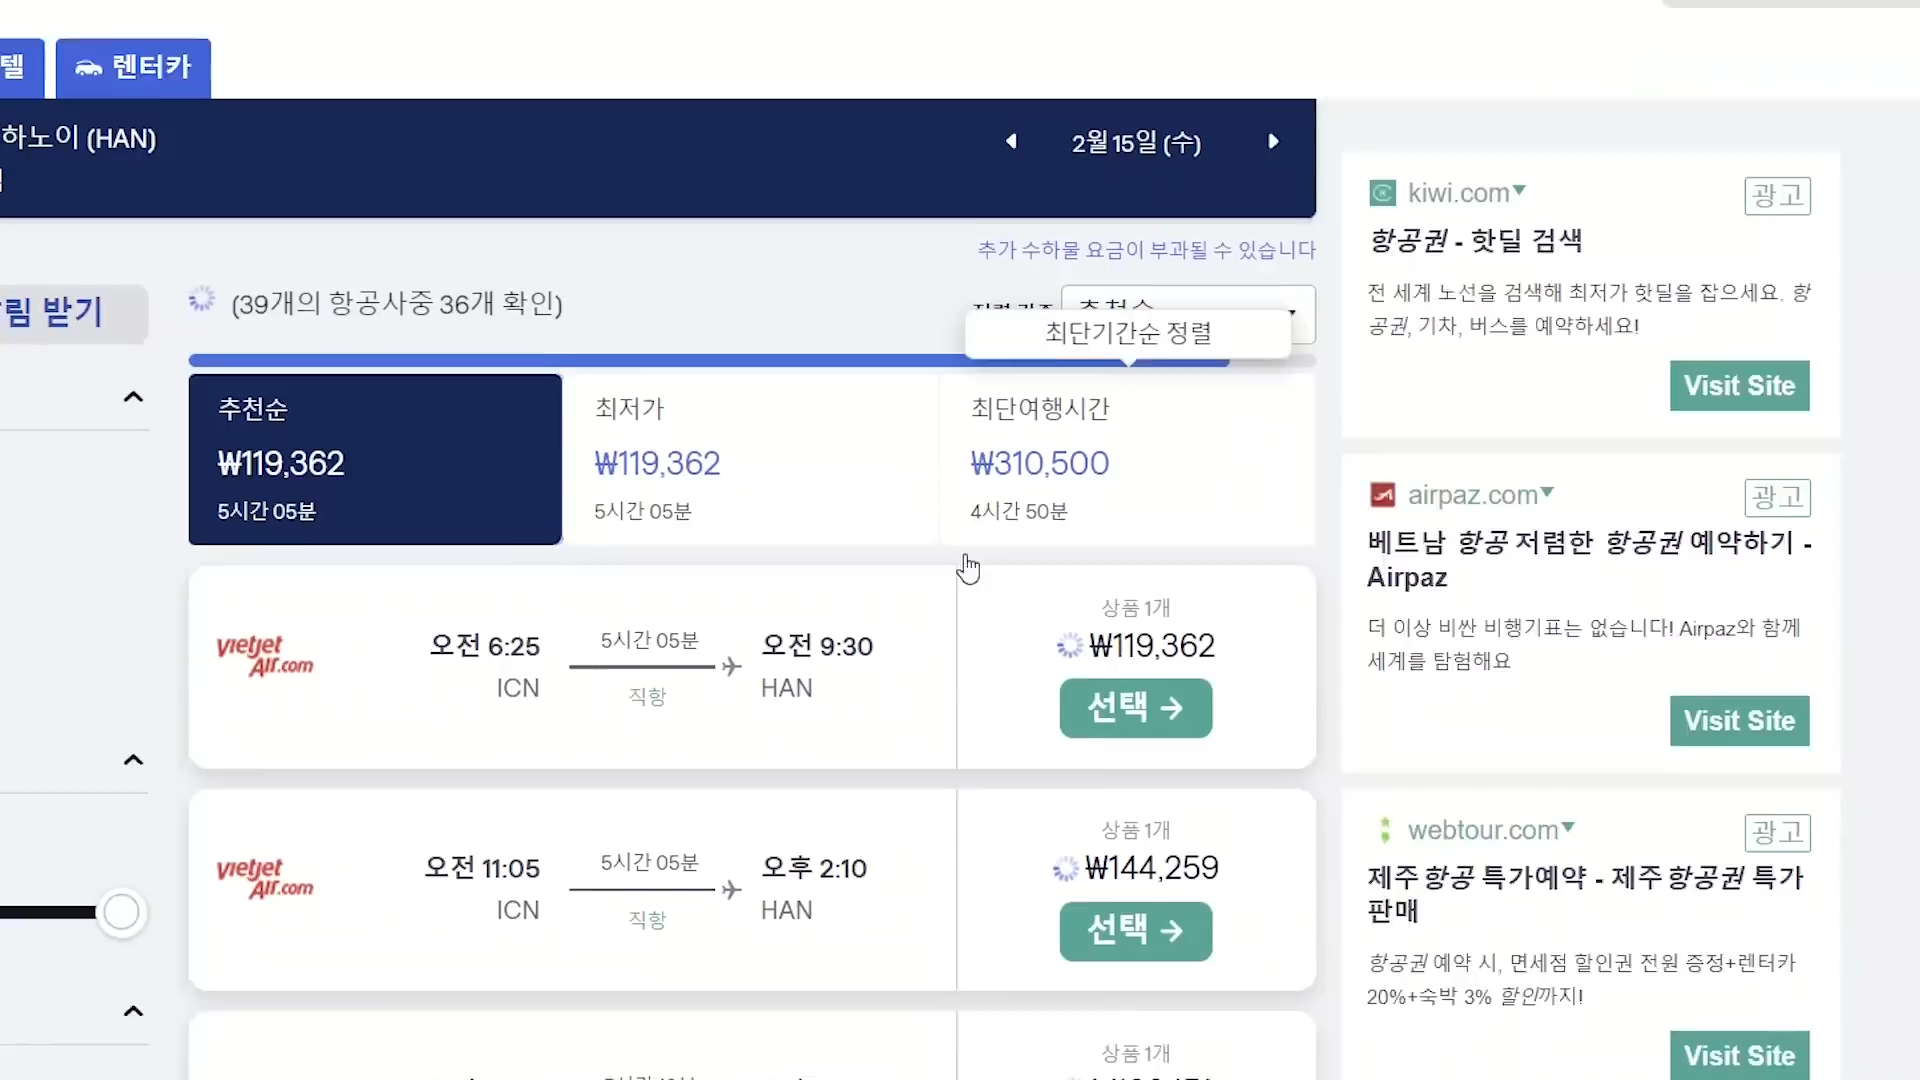 텔
렌터카
하노이 (HAN)
2월 15일 (수)
추가 수하물 요금이 부과될 수 있습니다
림 받기
(39개의 항공사중 36개 확인)
추천순
최단기간순 정렬
추천순
₩119,362
5시간 05분
최저가
₩119,362
5시간 05분
최단여행시간
₩310,500
4시간 50분
vietjet
Air.com
오전 6:25
ICN
5시간 05분
직항
오전 9:30
HAN
상품 1개
₩119,362
선택 →
vietjet
Air.com
오전 11:05
ICN
5시간 05분
직항
오후 2:10
HAN
상품 1개
₩144,259
선택 →
상품 1개
kiwi.com
광고
항공권 - 핫딜 검색
전 세계 노선을 검색해 최저가 핫딜을 잡으세요. 항
공권, 기차, 버스를 예약하세요!
Visit Site
airpaz.com
광고
베트남 항공 저렴한 항공권 예약하기 -
Airpaz
더 이상 비싼 비행기표는 없습니다! Airpaz와 함께
세계를 탐험해요
Visit Site
webtour.com
광고
제주 항공 특가예약 - 제주 항공권 특가
판매
항공권 예약 시, 면세점 할인권 전원 증정+렌터카
20%+숙박 3% 할인까지!
Visit Site